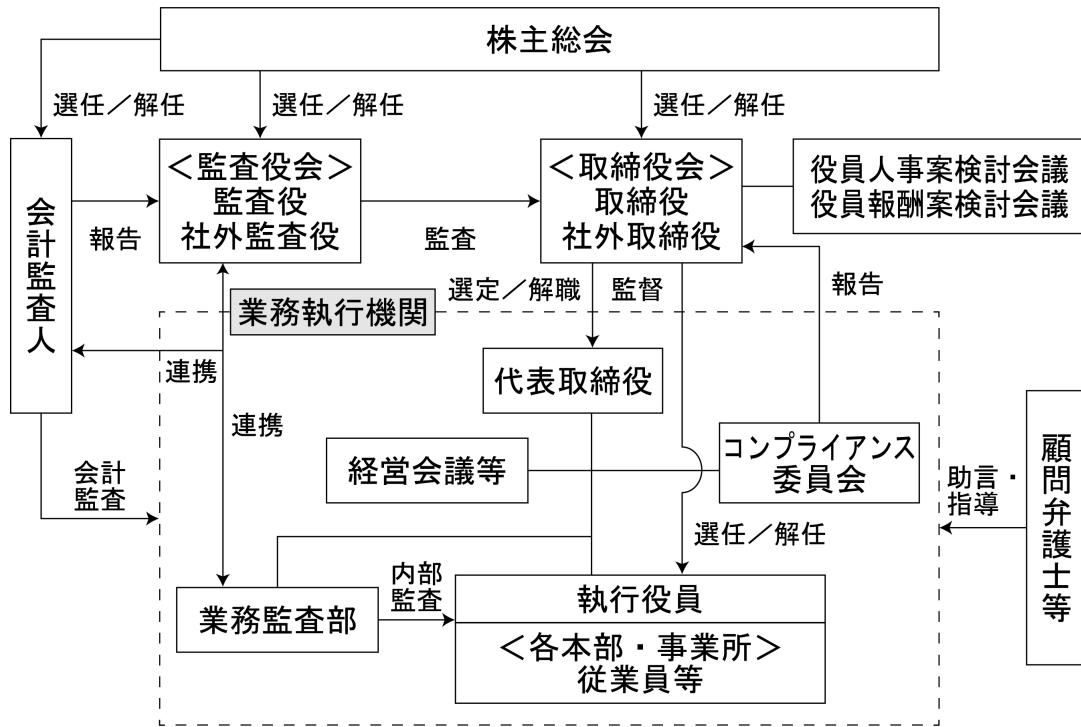 株主総会
選任／解任
選任／解任
選任／解任
会計監査人
＜監査役会＞
監査役
社外監査役
＜取締役会＞
取締役
社外取締役
役員人事案検討会議
役員報酬案検討会議
報告
監査
選定／解職
監督
報告
業務執行機関
連携
連携
代表取締役
経営会議等
コンプライアンス
委員会
会計
監査
助言・
指導
顧問弁護士等
選任／解任
業務監査部
内部
監査
執行役員
＜各本部・事業所＞
従業員等